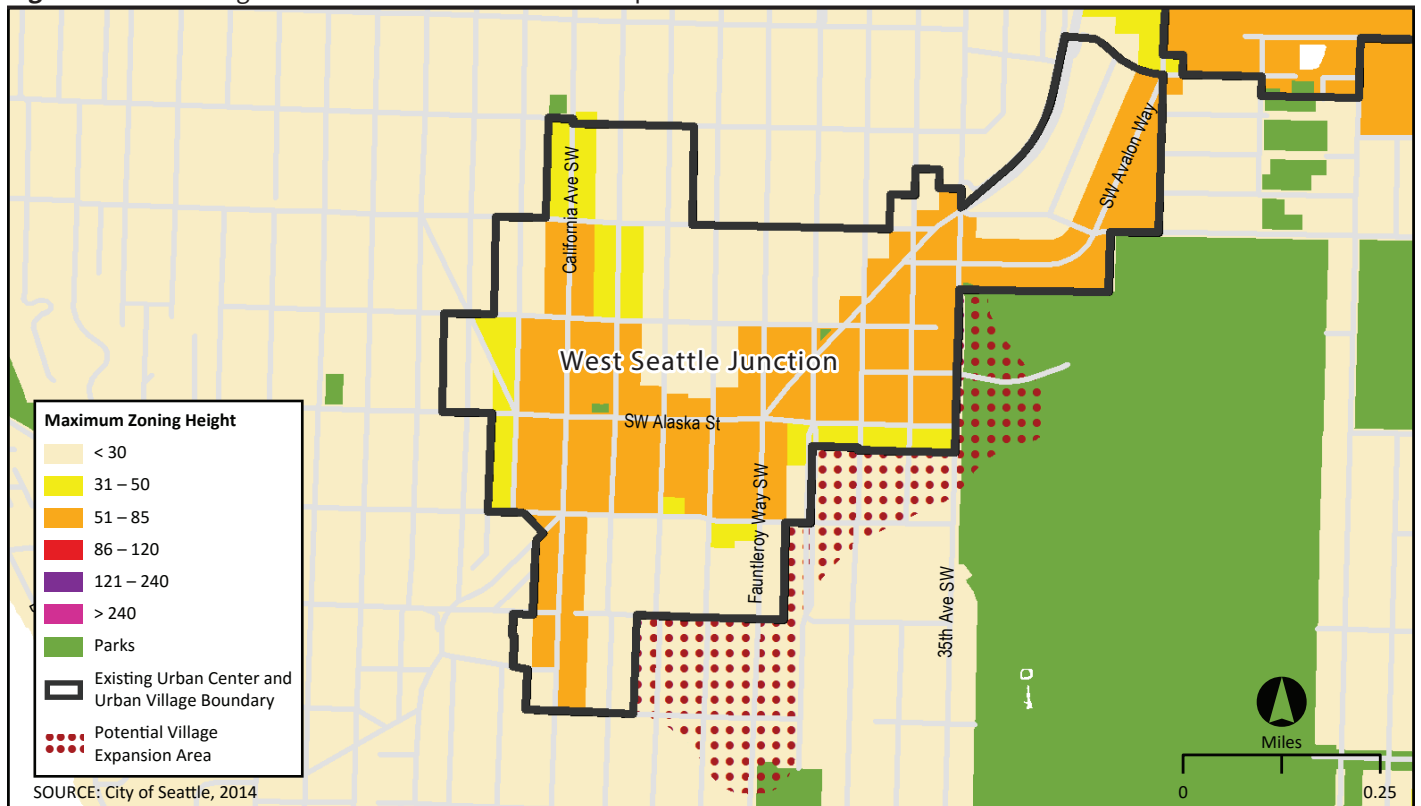 California Ave SW
SW Avalon Way
West Seattle Junction
SW Alaska St
Fauntleroy Way SW
35th Ave SW
Maximum Zoning Height
< 30
31 – 50
51 – 85
86 – 120
121 – 240
> 240
Parks
Existing Urban Center and
Urban Village Boundary
Potential Village
Expansion Area
SOURCE: City of Seattle, 2014
Miles
0
0.25